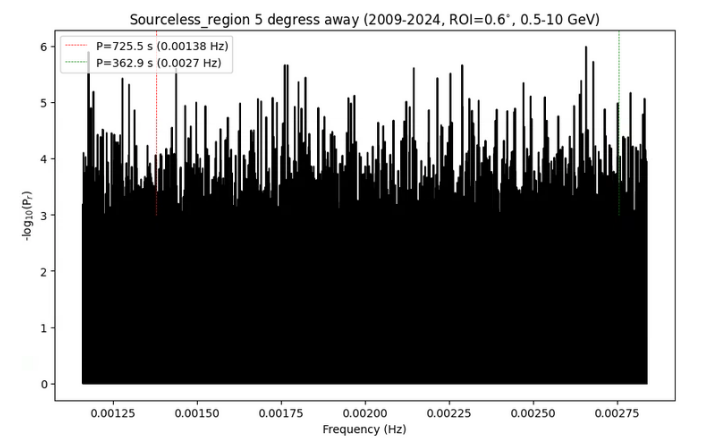 Sourceless_region 5 degress away (2009-2024, ROI=0.6°, 0.5-10 GeV)
P=725.5 s (0.00138 Hz)
P=362.9 s (0.0027 Hz)
6
5
4
3
2
1
0
-log₁₀(Pᵣ)
0.00125 0.00150 0.00175 0.00200 0.00225 0.00250 0.00275
Frequency (Hz)